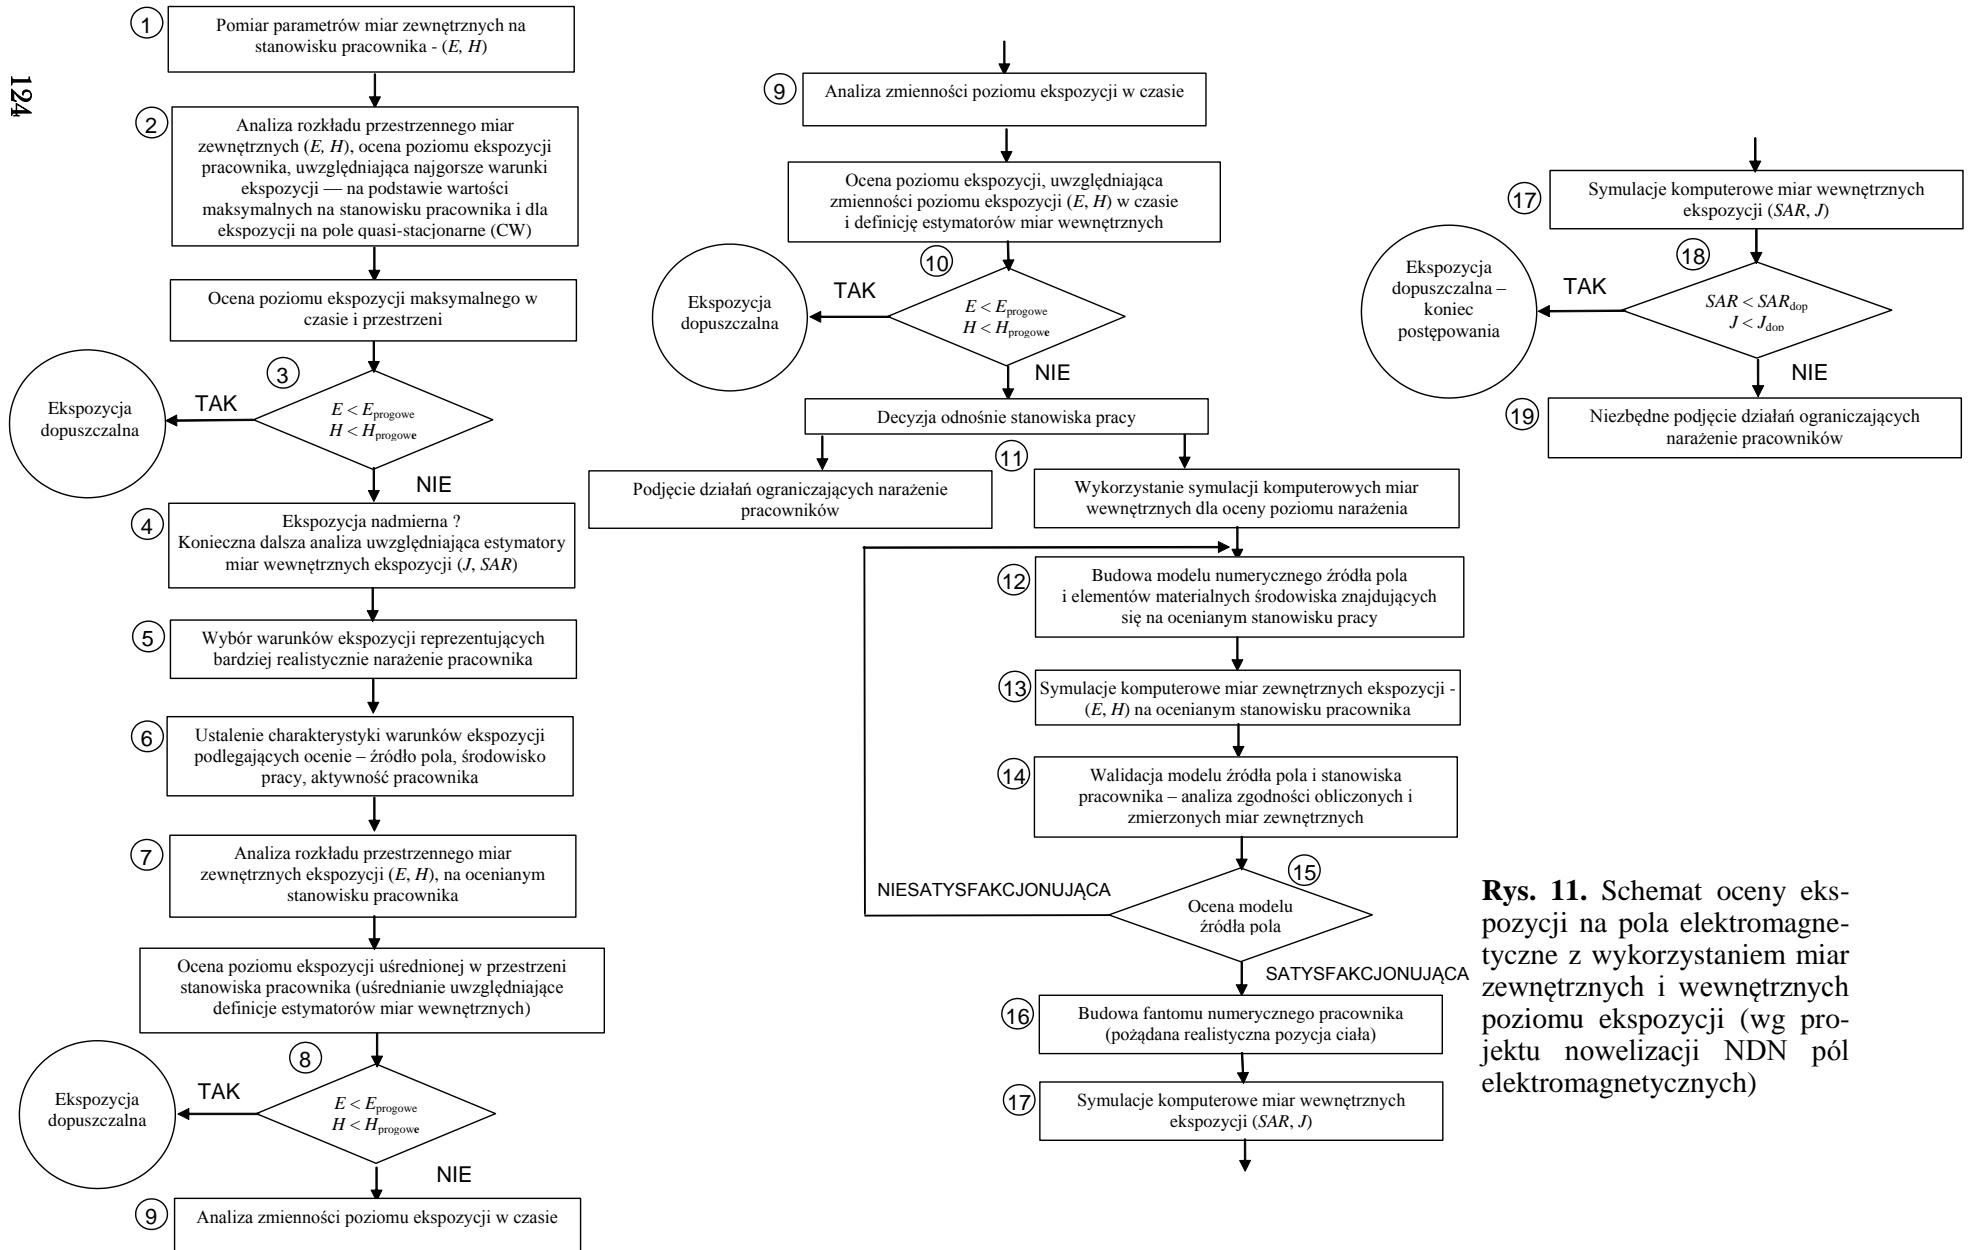 124
1
Pomiar parametrów miar zewnętrznych na
stanowisku pracownika - (E, H)
2
Analiza rozkładu przestrzennego miar
zewnętrznych (E, H), ocena poziomu ekspozycji
pracownika, uwzględniająca najgorsze warunki
ekspozycji — na podstawie wartości
maksymalnych na stanowisku pracownika i dla
ekspozycji na pole quasi-stacjonarne (CW)
Ocena poziomu ekspozycji maksymalnego w
czasie i przestrzeni
3
Ekspozycja
dopuszczalna
TAK
E < Eprogowe
H < Hprogowe
NIE
4
Ekspozycja nadmierna ?
Konieczna dalsza analiza uwzględniająca estymatory
miar wewnętrznych ekspozycji (J, SAR)
5
Wybór warunków ekspozycji reprezentujących
bardziej realistycznie narażenie pracownika
6
Ustalenie charakterystyki warunków ekspozycji
podlegających ocenie – źródło pola, środowisko
pracy, aktywność pracownika
7
Analiza rozkładu przestrzennego miar
zewnętrznych ekspozycji (E, H), na ocenianym
stanowisku pracownika
Ocena poziomu ekspozycji uśrednionej w przestrzeni
stanowiska pracownika (uśrednianie uwzględniające
definicje estymatorów miar wewnętrznych)
8
Ekspozycja
dopuszczalna
TAK
E < Eprogowe
H < Hprogowe
NIE
9
Analiza zmienności poziomu ekspozycji w czasie
9
Analiza zmienności poziomu ekspozycji w czasie
Ocena poziomu ekspozycji, uwzględniająca
zmienności poziomu ekspozycji (E, H) w czasie
i definicję estymatorów miar wewnętrznych
10
Ekspozycja
dopuszczalna
TAK
E < Eprogowe
H < Hprogowe
NIE
Decyzja odnośnie stanowiska pracy
11
Podjęcie działań ograniczających narażenie
pracowników
Wykorzystanie symulacji komputerowych miar
wewnętrznych dla oceny poziomu narażenia
12
Budowa modelu numerycznego źródła pola
i elementów materialnych środowiska znajdujących
się na ocenianym stanowisku pracy
13
Symulacje komputerowe miar zewnętrznych ekspozycji -
(E, H) na ocenianym stanowisku pracownika
14
Walidacja modelu źródła pola i stanowiska
pracownika – analiza zgodności obliczonych i
zmierzonych miar zewnętrznych
15
NIESATYSFAKCJONUJĄCA
Ocena modelu
źródła pola
SATYSFAKCJONUJĄCA
16
Budowa fantomu numerycznego pracownika
(pożądana realistyczna pozycja ciała)
17
Symulacje komputerowe miar wewnętrznych
ekspozycji (SAR, J)
17
Symulacje komputerowe miar wewnętrznych
ekspozycji (SAR, J)
18
Ekspozycja
dopuszczalna –
koniec
postępowania
TAK
SAR < SARdop
J < Jdop
NIE
19
Niezbędne podjęcie działań ograniczających
narażenie pracowników
Rys. 11. Schemat oceny eks-
pozycji na pola elektromagne-
tyczne z wykorzystaniem miar
zewnętrznych i wewnętrznych
poziomu ekspozycji (wg pro-
jektu nowelizacji NDN pól
elektromagnetycznych)